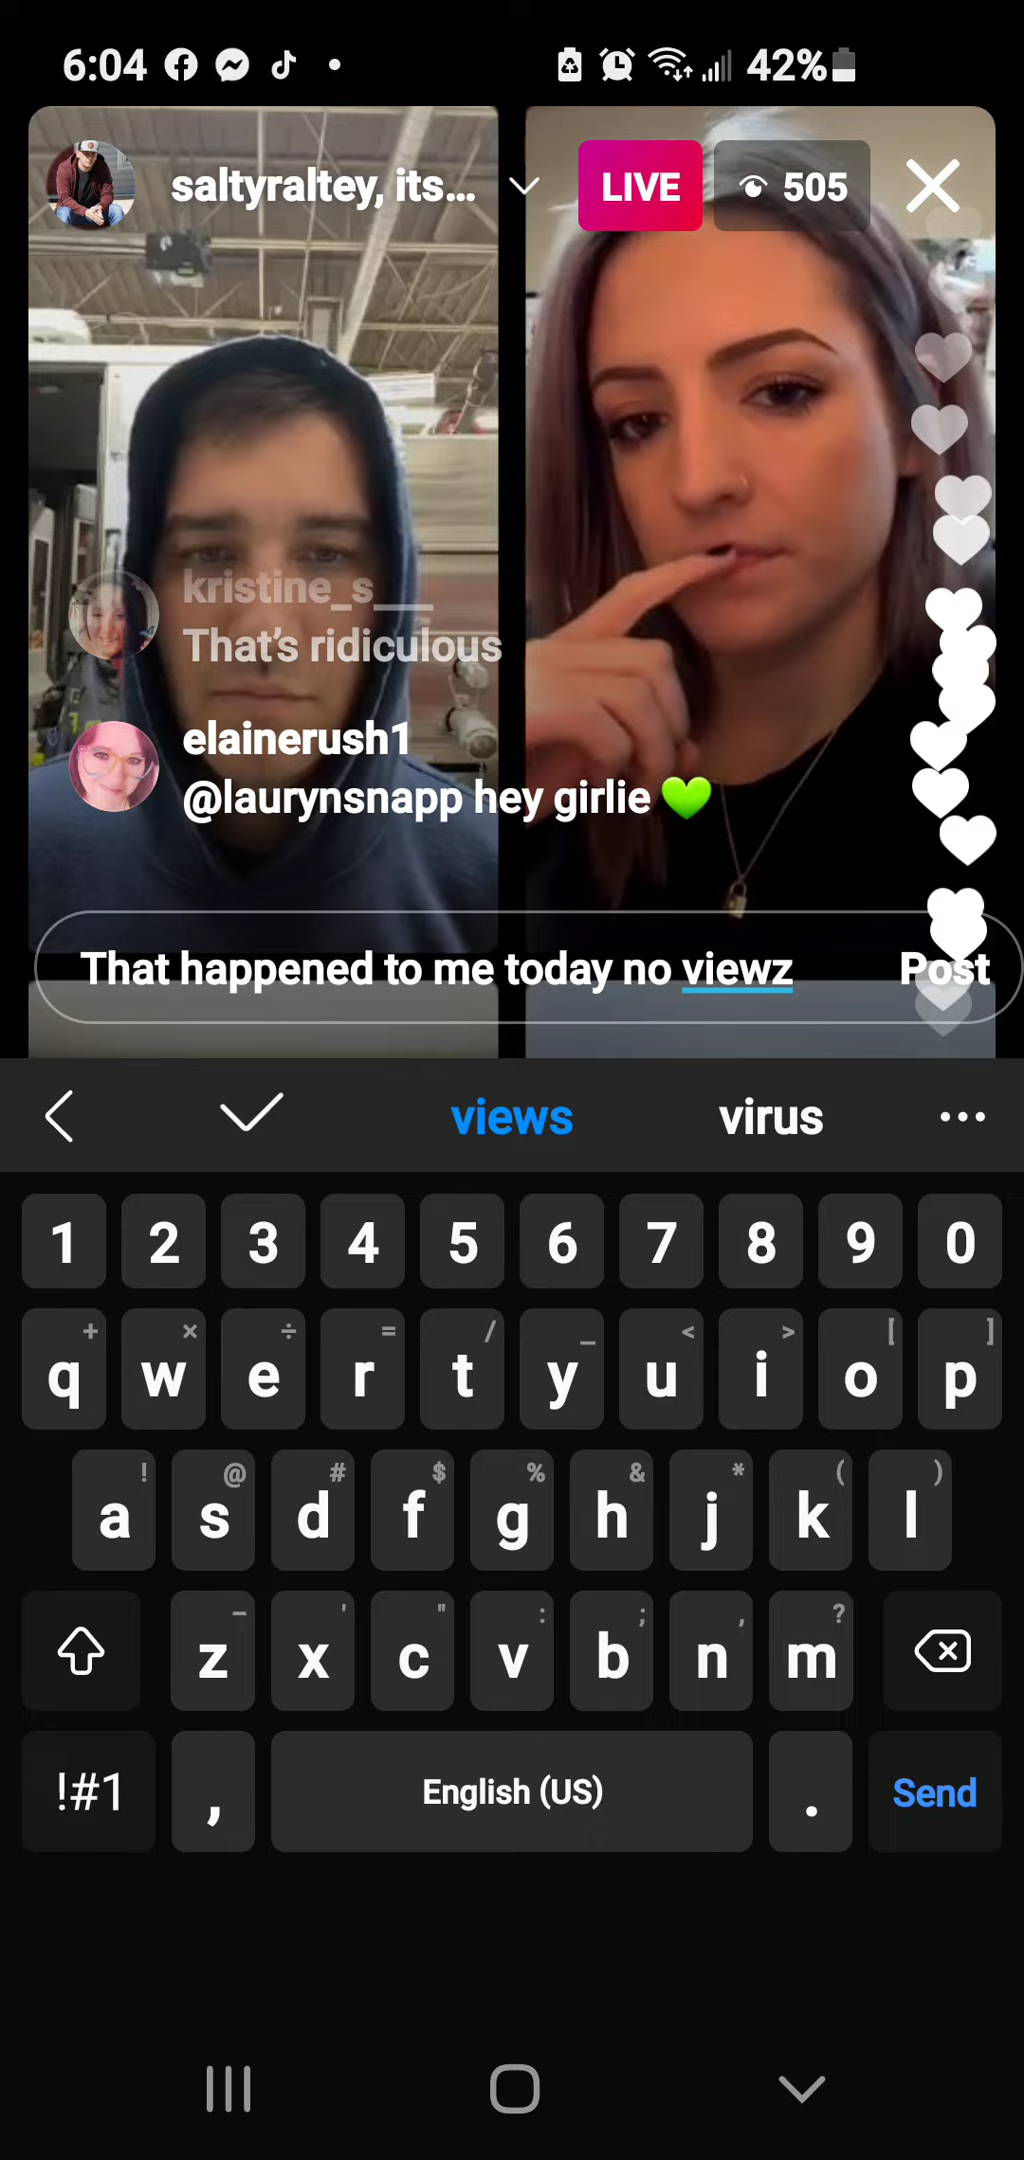 6:04
42%
saltyraltey, its...
LIVE
505
kristine_s___
That's ridiculous
elainerush1
@laurynsnapp hey girlie 💚
That happened to me today no viewz
Post
views
virus
1 2 3 4 5 6 7 8 9 0
+ × ÷ = / _ < > [ ]
q w e r t y u i o p
! @ # $ % & * ( )
a s d f g h j k l
- ' " : ; , ?
z x c v b n m
!#1 , English (US) . Send